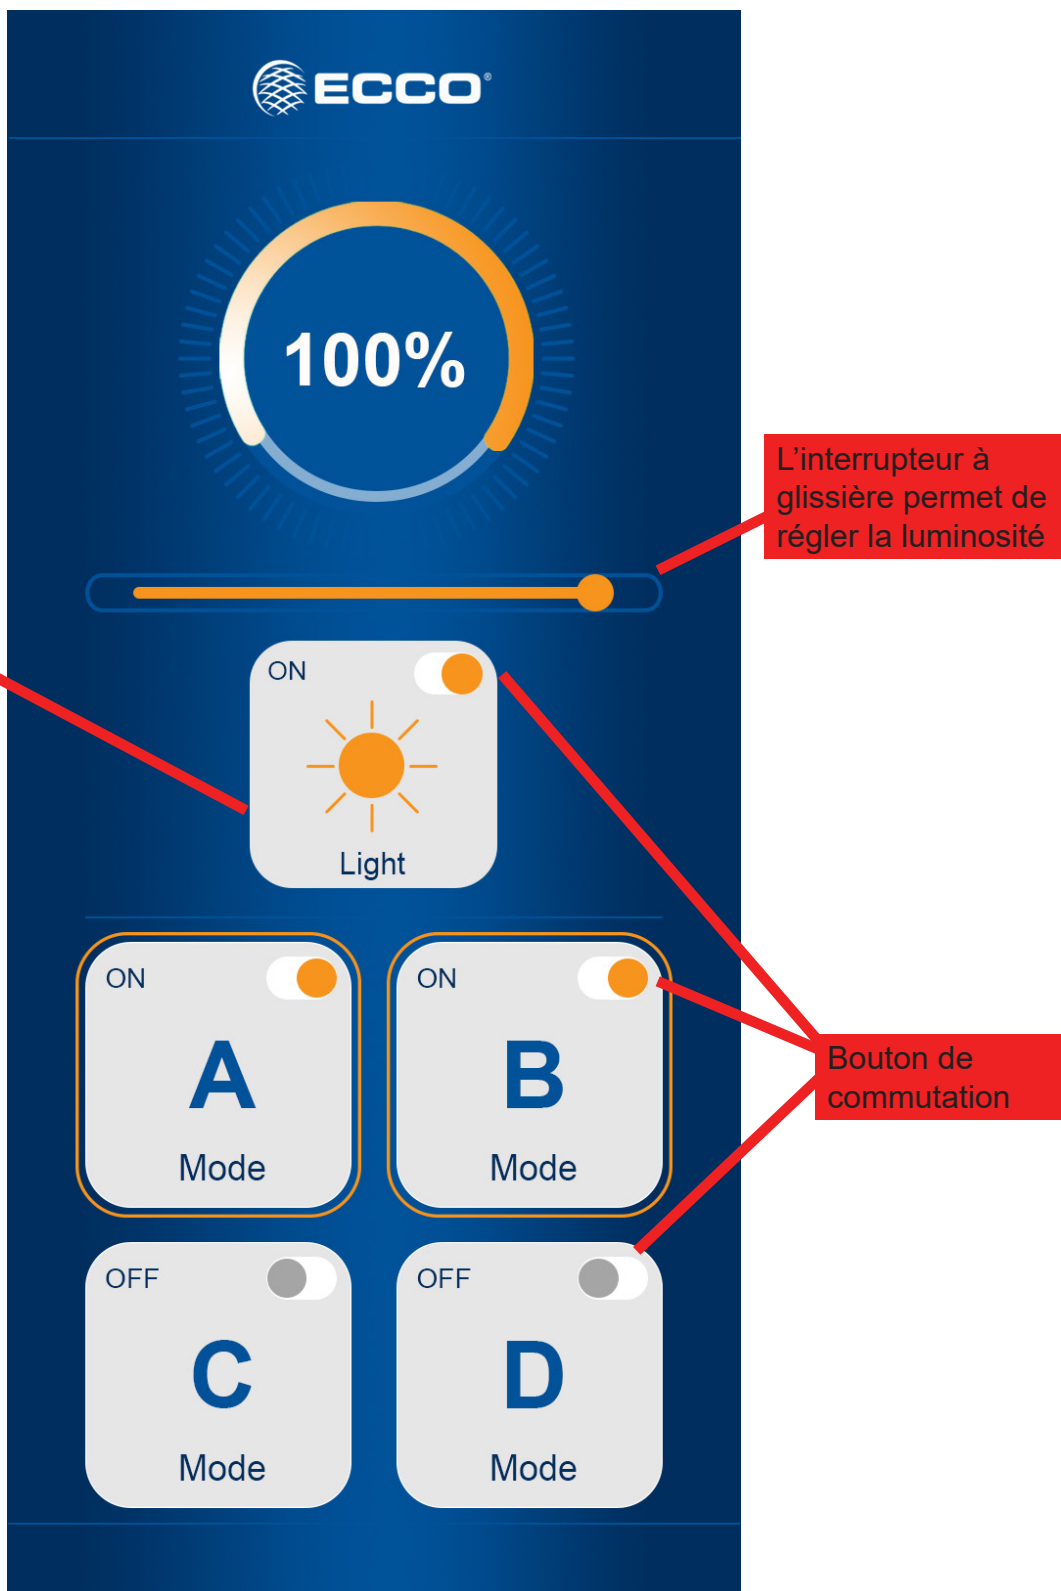 ECCO®
100%
L'interrupteur à
glissière permet de
régler la luminosité
ON
Light
ON
A
Mode
ON
B
Mode
Bouton de
commutation
OFF
C
Mode
OFF
D
Mode